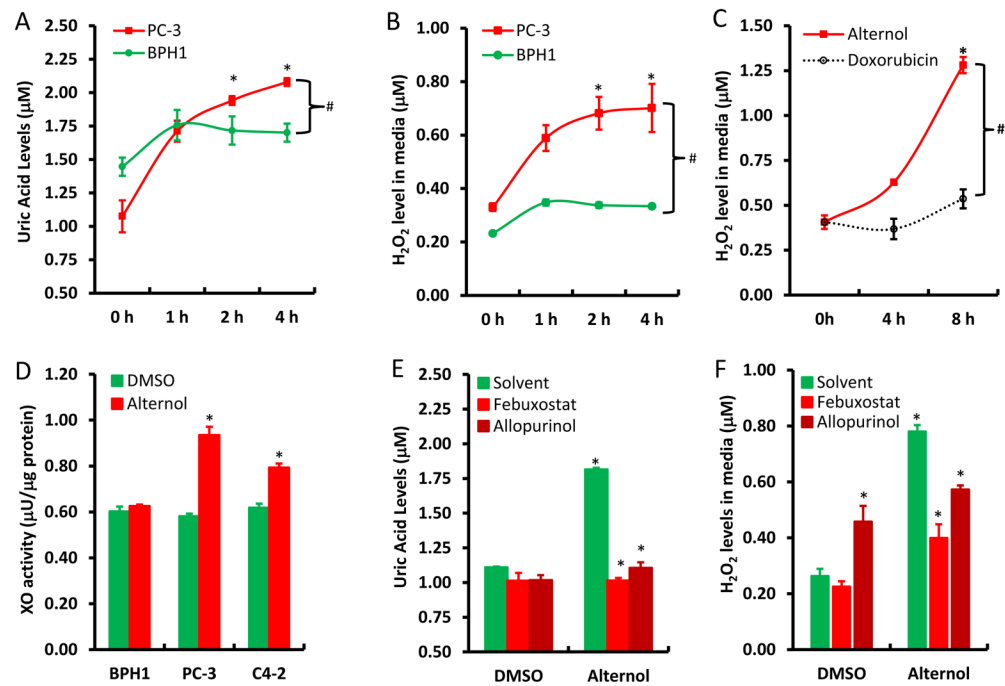 A
PC-3
BPH1
Uric Acid Levels (µM)
2.50
2.25
2.00
1.75
1.50
1.25
1.00
0.75
0.50
* *
#
0 h 1 h 2 h 4 h
B
PC-3
BPH1
H₂O₂ level in media (µM)
1.00
0.80
0.60
0.40
0.20
0.00
* *
#
0 h 1 h 2 h 4 h
C
Alternol
Doxorubicin
H₂O₂ level in media (µM)
1.50
1.25
1.00
0.75
0.50
0.25
0.00
*
#
0h 4 h 8 h
D
DMSO
Alternol
XO activity (µU/µg protein)
1.20
1.00
0.80
0.60
0.40
0.20
0.00
* *
BPH1 PC-3 C4-2
E
Solvent
Febuxostat
Allopurinol
Uric Acid Levels (µM)
2.50
2.25
2.00
1.75
1.50
1.25
1.00
0.75
0.50
* * *
DMSO Alternol
F
Solvent
Febuxostat
Allopurinol
H₂O₂ levels in media (µM)
1.00
0.80
0.60
0.40
0.20
0.00
* * * *
DMSO Alternol